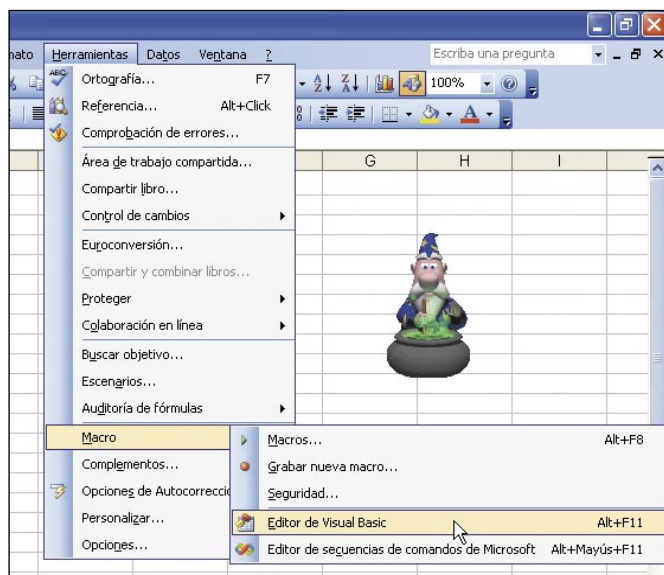 Herramientas Datos Ventana ? Escriba una pregunta
Ortografía... F7
100%
Referencia... Alt+Click
Comprobación de errores...
Área de trabajo compartida...
G H I
Compartir libro...
Control de cambios
Euroconversión...
Compartir y combinar libros...
Proteger
Colaboración en línea
Buscar objetivo...
Escenarios...
Auditoría de fórmulas
Macro
Macros... Alt+F8
Complementos...
Grabar nueva macro...
Opciones de Autocorrecció
Seguridad...
Personalizar...
Editor de Visual Basic Alt+F11
Opciones...
Editor de secuencias de comandos de Microsoft Alt+Mayús+F11